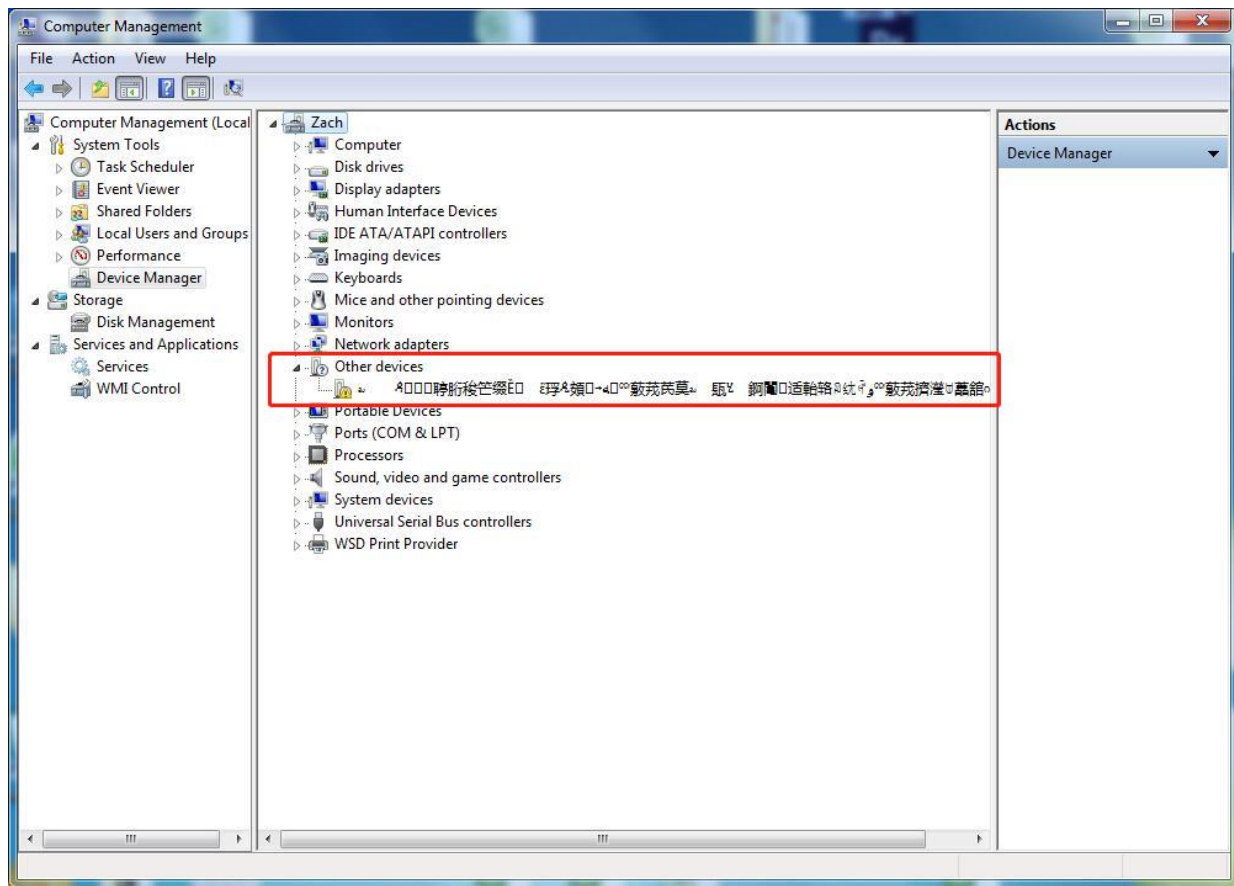 Computer Management
File Action View Help
Computer Management (Local
System Tools
Task Scheduler
Event Viewer
Shared Folders
Local Users and Groups
Performance
Device Manager
Storage
Disk Management
Services and Applications
Services
WMI Control
Zach
Computer
Disk drives
Display adapters
Human Interface Devices
IDE ATA/ATAPI controllers
Imaging devices
Keyboards
Mice and other pointing devices
Monitors
Network adapters
Other devices
Portable Devices
Ports (COM & LPT)
Processors
Sound, video and game controllers
System devices
Universal Serial Bus controllers
WSD Print Provider
Actions
Device Manager